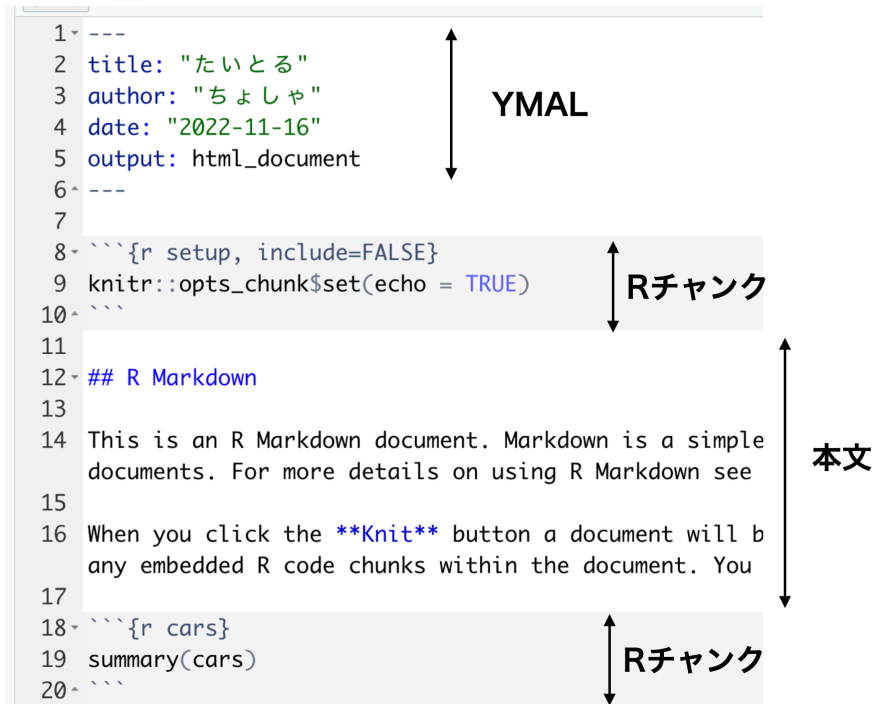 1 ---
2 title: "たいとる"
3 author: "ちょしゃ"
4 date: "2022-11-16"
5 output: html_document
6 ---
YMAL
7
8 ```{r setup, include=FALSE}
9 knitr::opts_chunk$set(echo = TRUE)
10 ```
Rチャンク
11
12 ## R Markdown
13
14 This is an R Markdown document. Markdown is a simple
documents. For more details on using R Markdown see
15
16 When you click the **Knit** button a document will b
any embedded R code chunks within the document. You
17
本文
18 ```{r cars}
19 summary(cars)
20 ```
Rチャンク